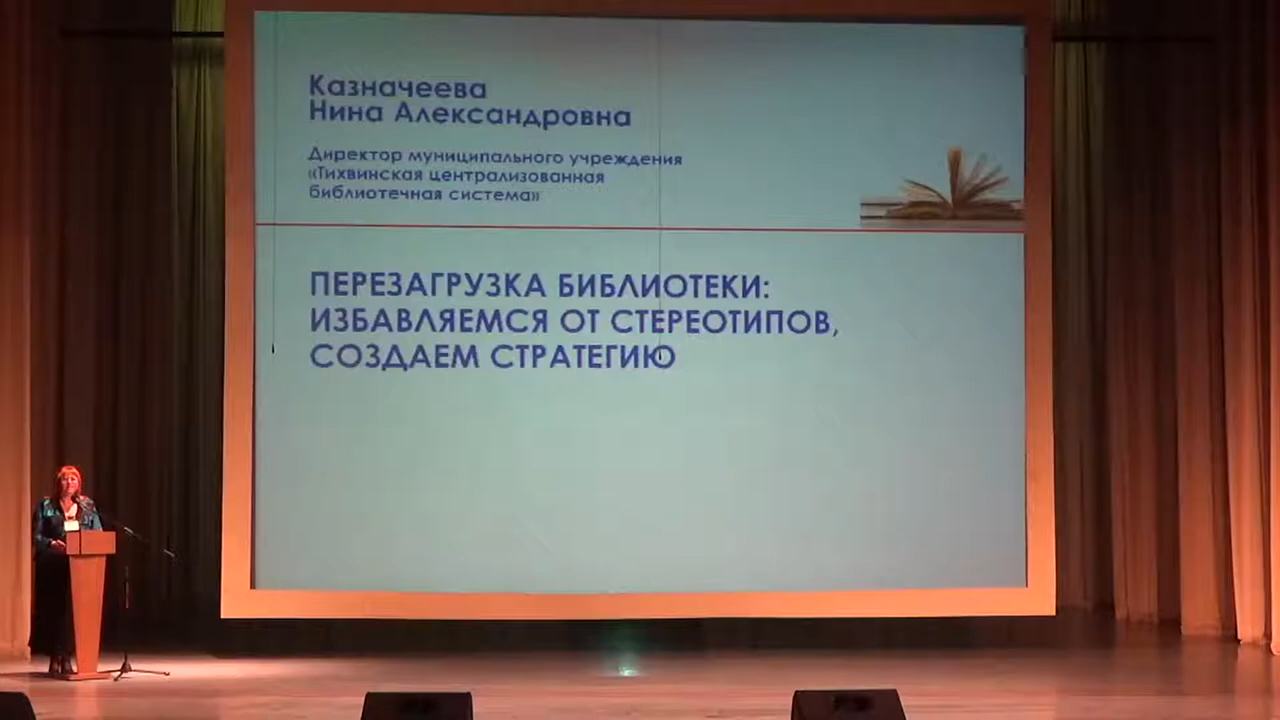 Казначеева
Нина Александровна
Директор муниципального учреждения
«Тихвинская централизованная
библиотечная система»
ПЕРЕЗАГРУЗКА БИБЛИОТЕКИ:
ИЗБАВЛЯЕМСЯ ОТ СТЕРЕОТИПОВ,
СОЗДАЕМ СТРАТЕГИЮ